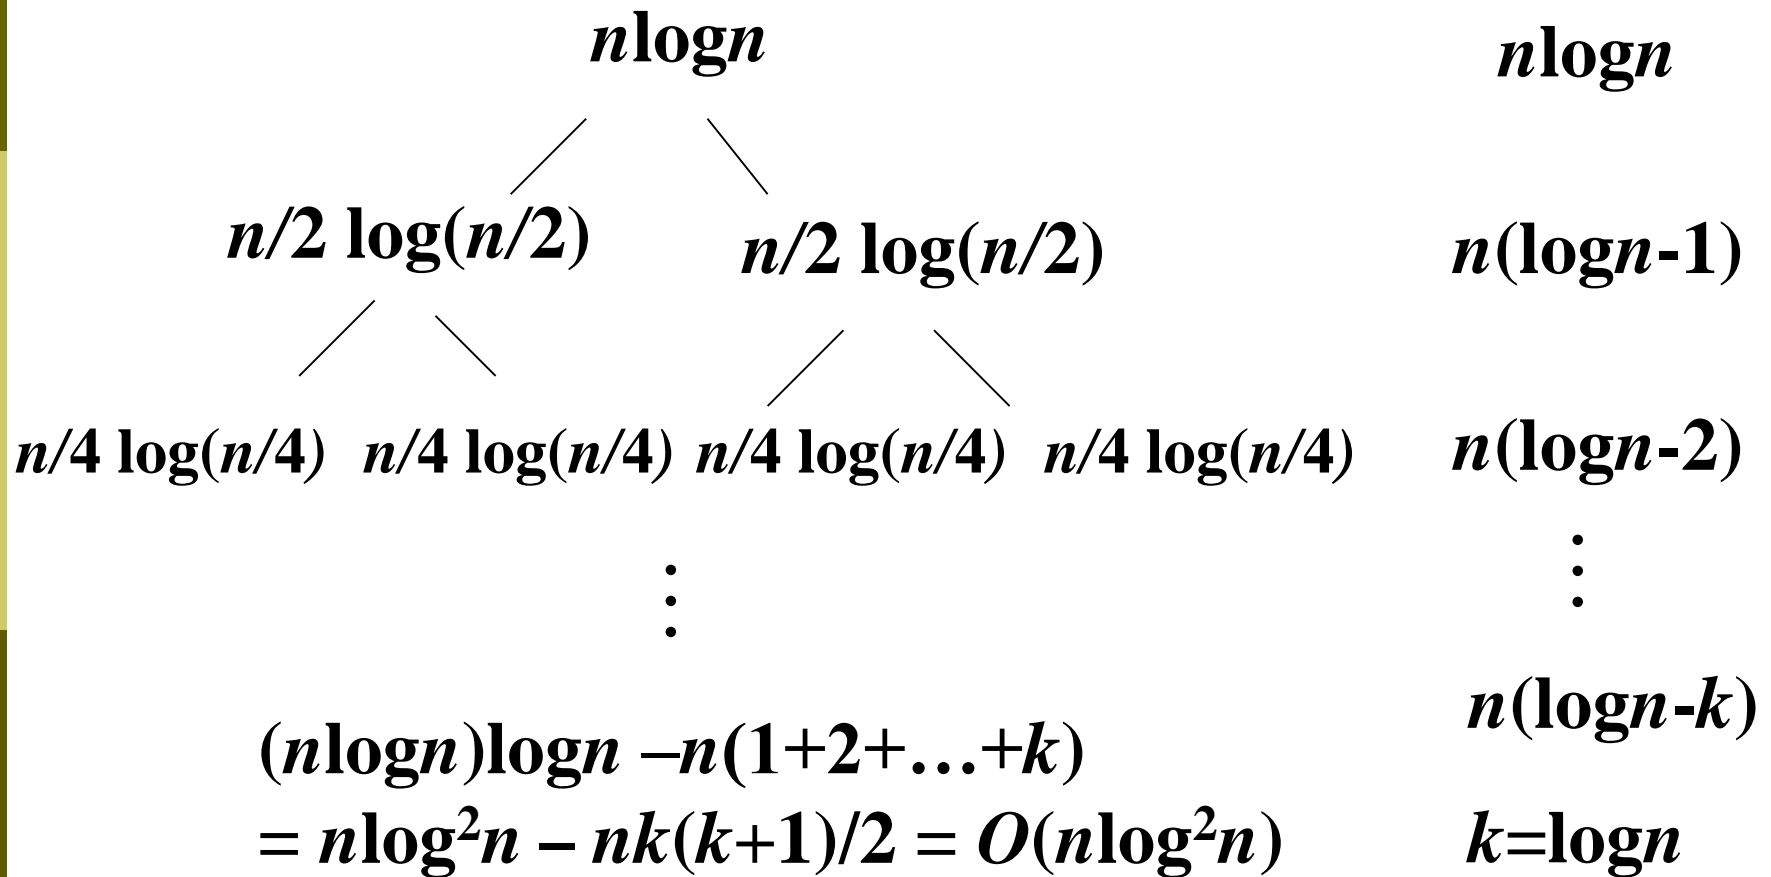 nlogn nlogn
n/2 log(n/2) n/2 log(n/2) n(logn-1)
n/4 log(n/4) n/4 log(n/4) n/4 log(n/4) n/4 log(n/4) n(logn-2)
⋮ ⋮
n(logn-k)
(nlogn)logn –n(1+2+…+k)
= nlog²n – nk(k+1)/2 = O(nlog²n) k=logn